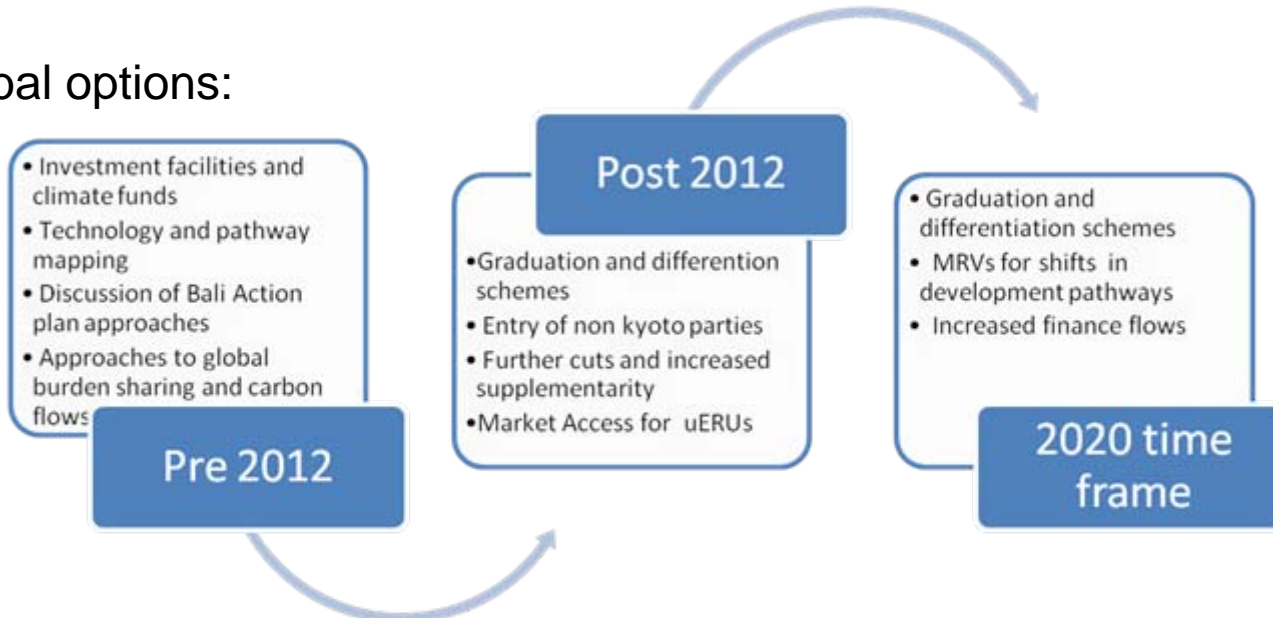 bal options:
• Investment facilities and
climate funds
• Technology and pathway
mapping
• Discussion of Bali Action
plan approaches
• Approaches to global
burden sharing and carbon
flows
Pre 2012
Post 2012
•Graduation and differention
schemes
• Entry of non kyoto parties
• Further cuts and increased
supplementarity
•Market Access for uERUs
• Graduation and
differentiation schemes
• MRVs for shifts in
development pathways
• Increased finance flows
2020 time
frame